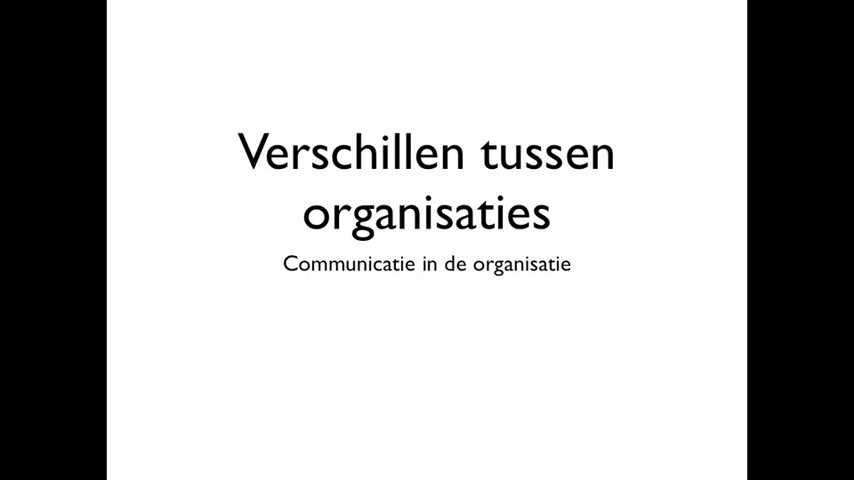 Verschillen tussen
organisaties
Communicatie in de organisatie